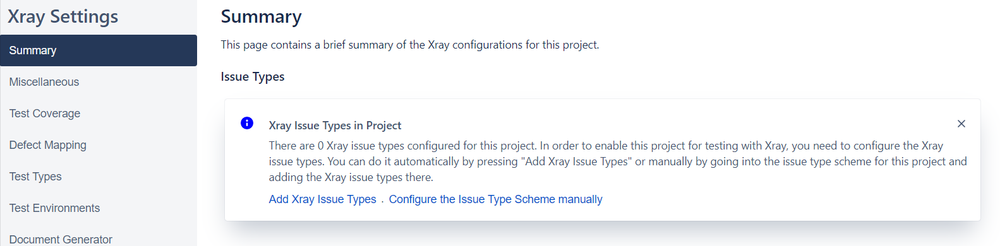 Xray Settings
Summary
Miscellaneous
Test Coverage
Defect Mapping
Test Types
Test Environments
Document Generator
Summary
This page contains a brief summary of the Xray configurations for this project.
Issue Types
Xray Issue Types in Project
There are 0 Xray issue types configured for this project. In order to enable this project for testing with Xray, you need to configure the Xray
issue types. You can do it automatically by pressing "Add Xray Issue Types" or manually by going into the issue type scheme for this project and
adding the Xray issue types there.
Add Xray Issue Types . Configure the Issue Type Scheme manually